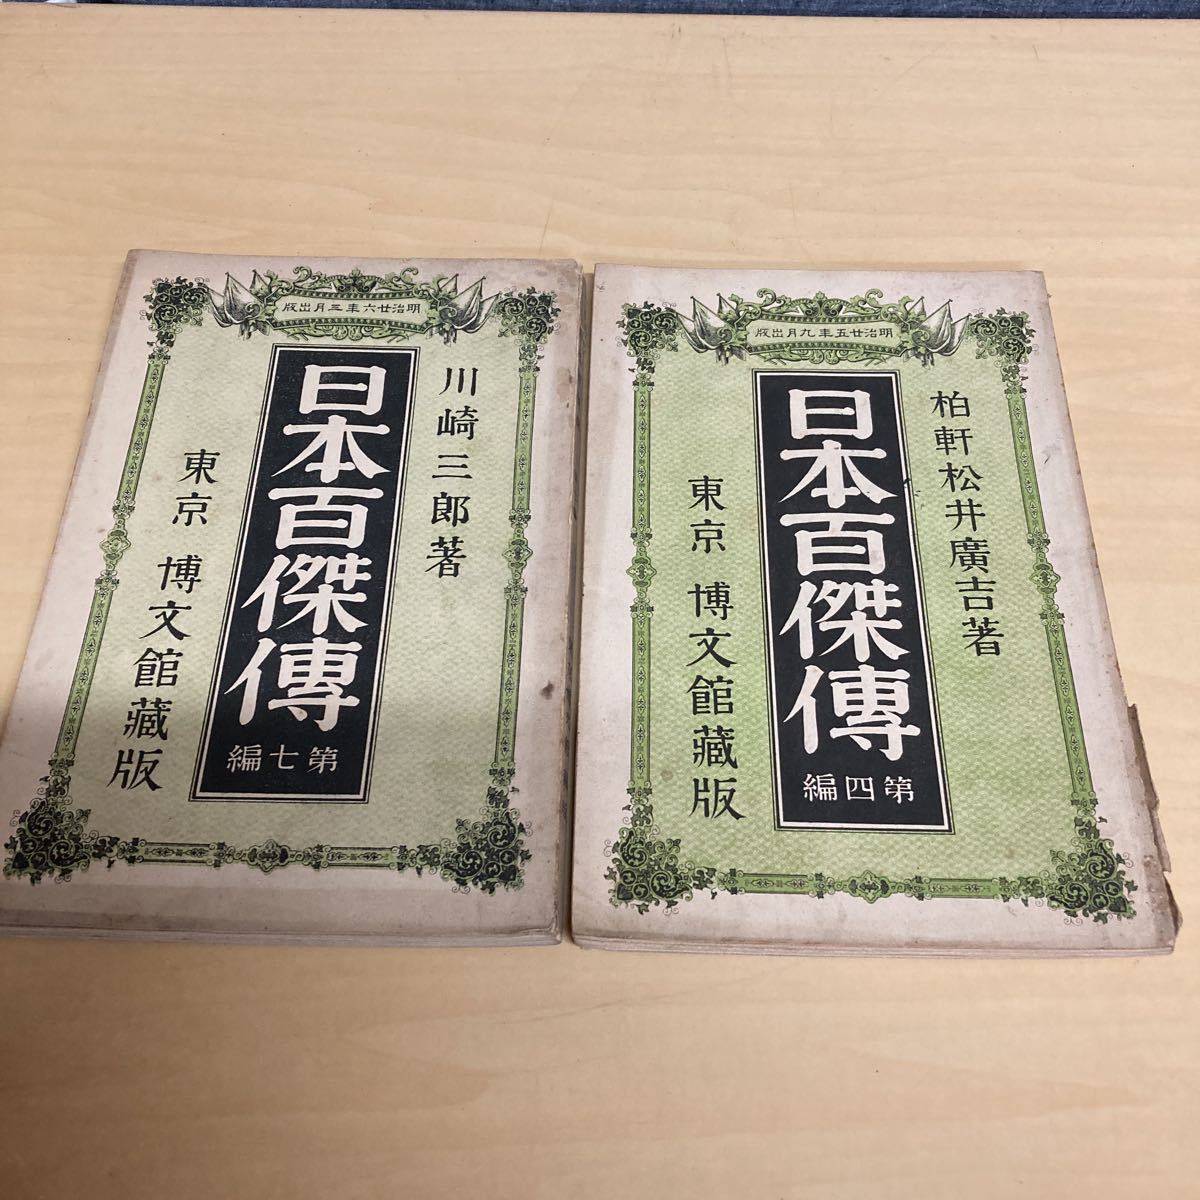 版出月三年六廿治明
川崎三郎著
日本百傑傳
編七第
東京 博文館藏版
版出月九年五廿治明
柏軒松井廣吉著
日本百傑傳
編四第
東京 博文館藏版